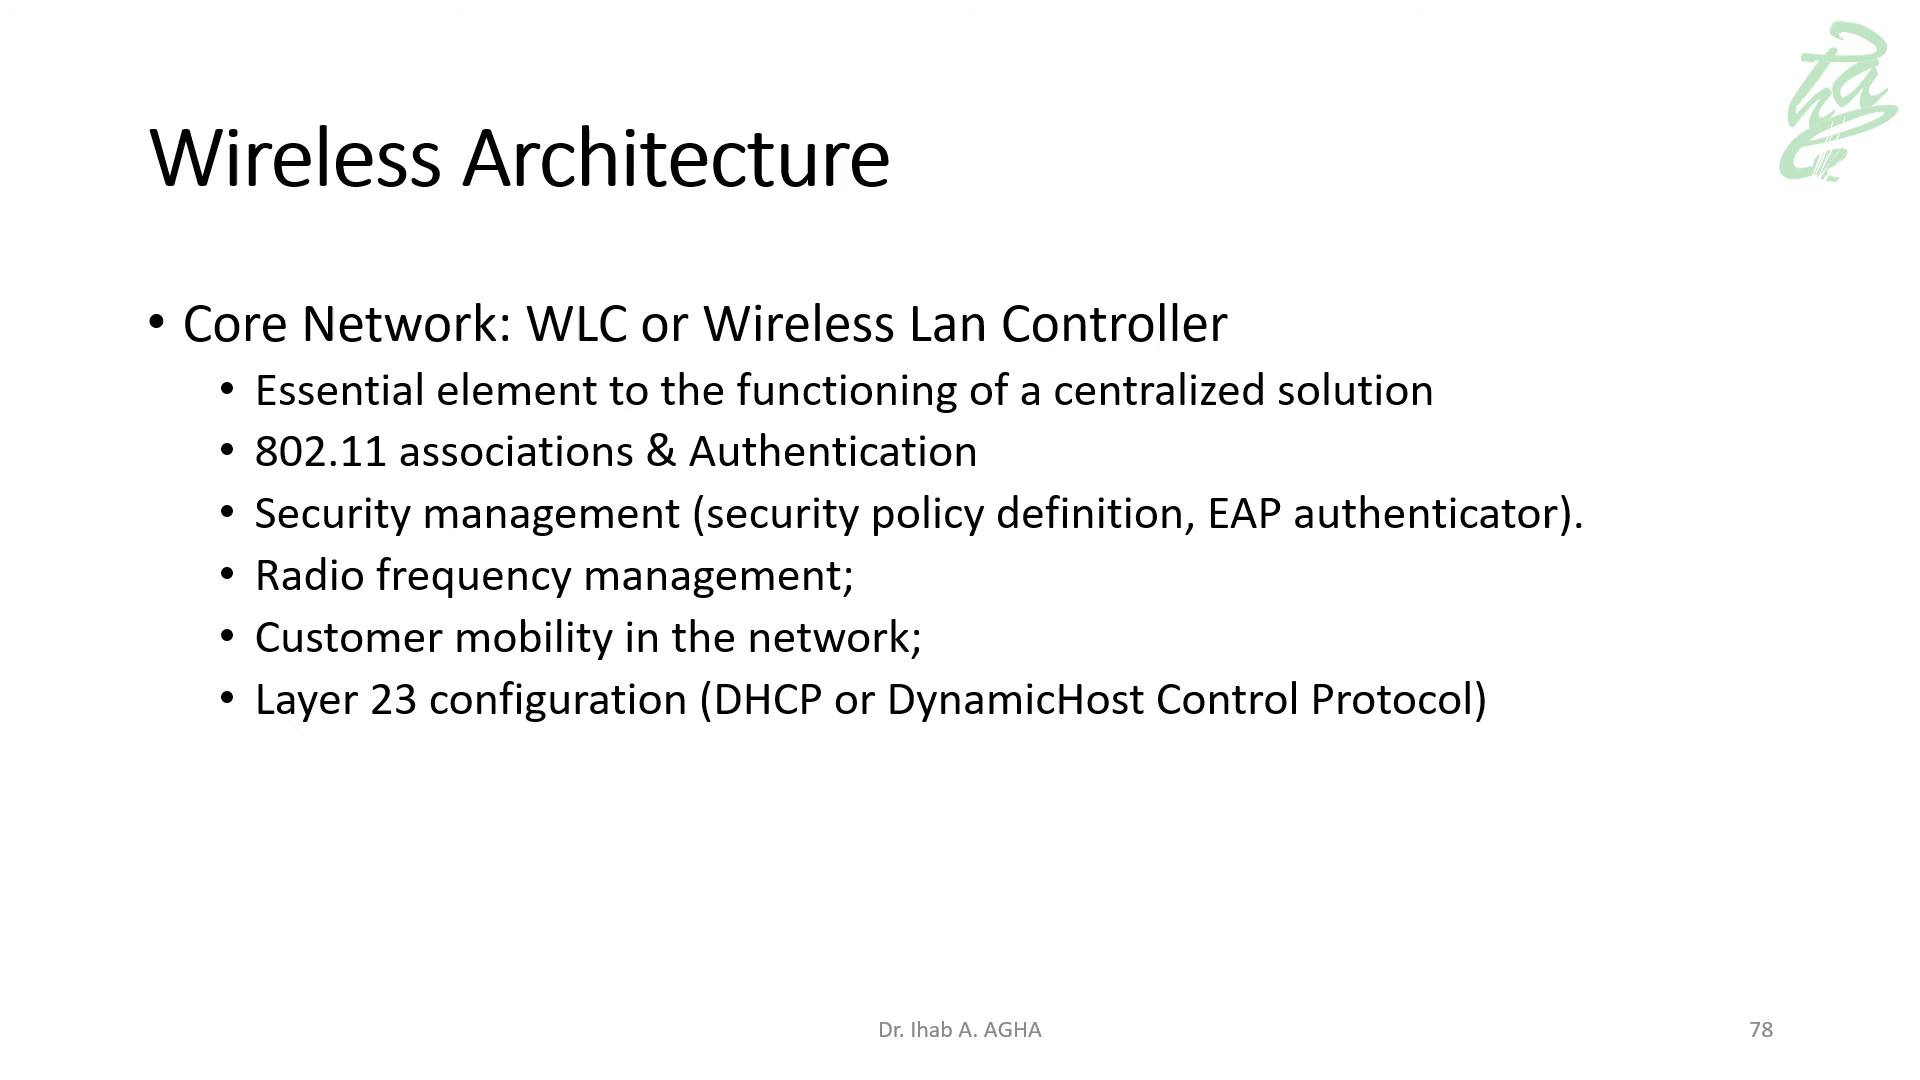 Wireless Architecture
• Core Network: WLC or Wireless Lan Controller
• Essential element to the functioning of a centralized solution
• 802.11 associations & Authentication
• Security management (security policy definition, EAP authenticator).
• Radio frequency management;
• Customer mobility in the network;
• Layer 23 configuration (DHCP or DynamicHost Control Protocol)
Dr. Ihab A. AGHA
78